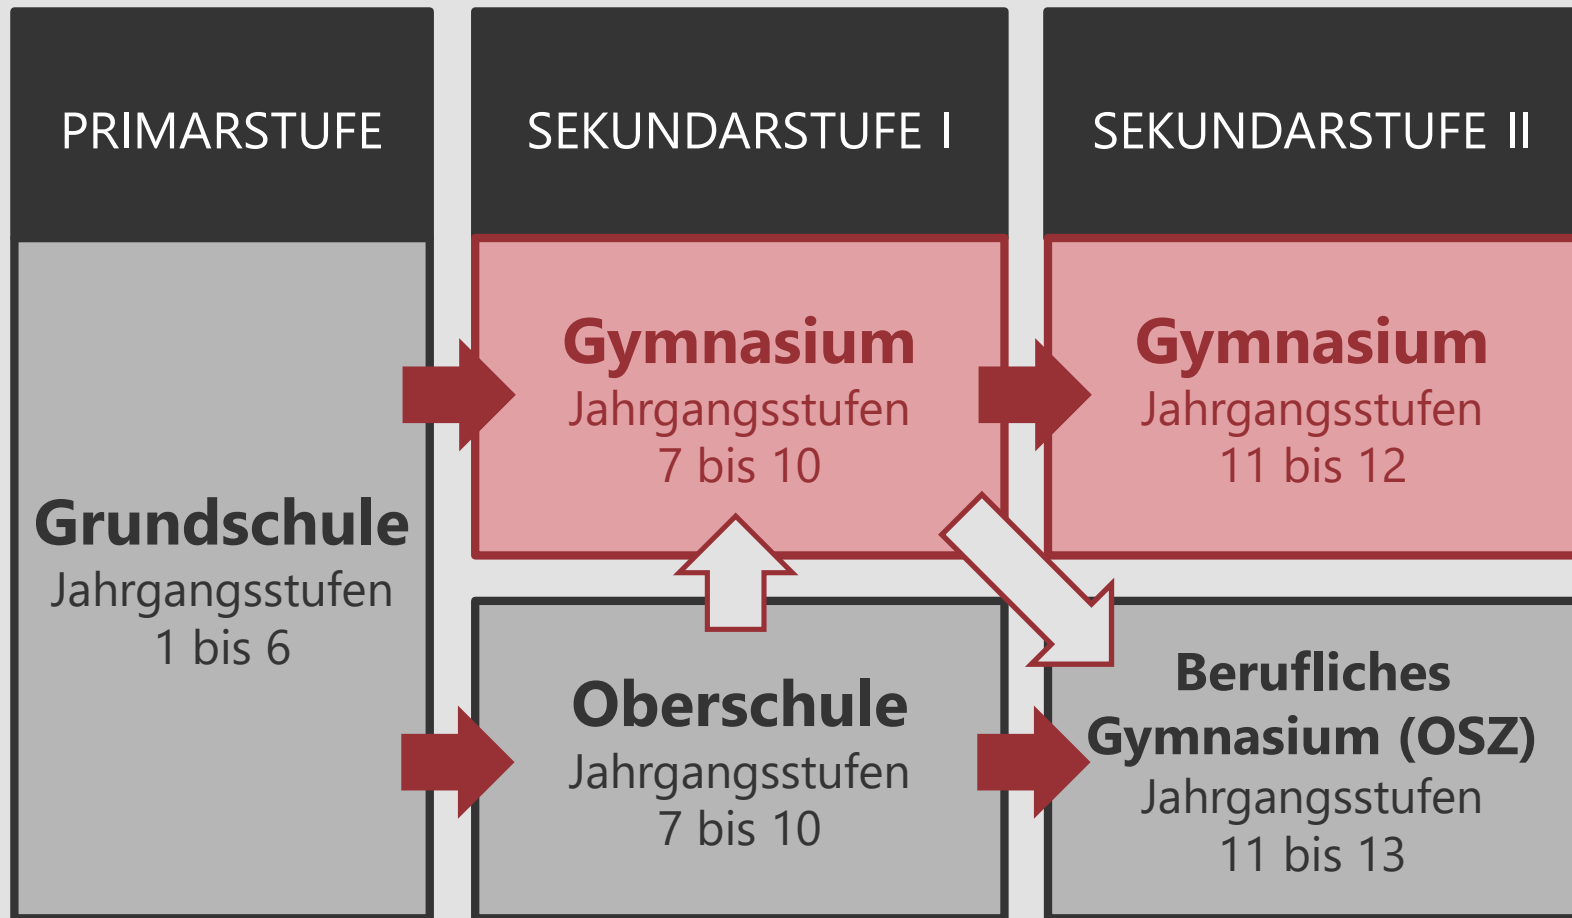 PRIMARSTUFE
SEKUNDARSTUFE I
SEKUNDARSTUFE II
Grundschule
Jahrgangsstufen
1 bis 6
Gymnasium
Jahrgangsstufen
7 bis 10
Gymnasium
Jahrgangsstufen
11 bis 12
Oberschule
Jahrgangsstufen
7 bis 10
Berufliches
Gymnasium (OSZ)
Jahrgangsstufen
11 bis 13